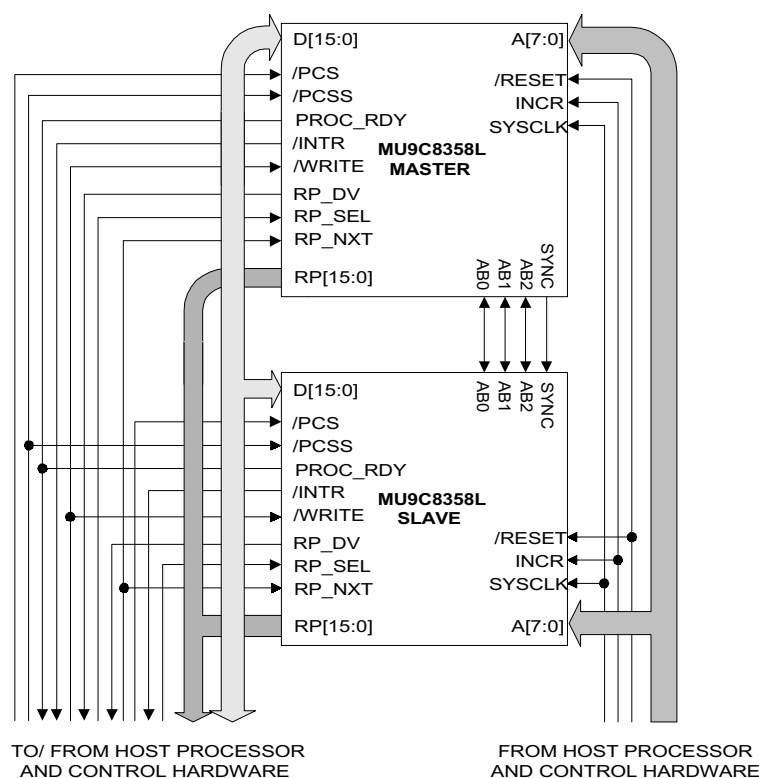 D[15:0]
A[7:0]
/PCS
/RESET
/PCSS
INCR
PROC_RDY
SYSCLK
/INTR
MU9C8358L
MASTER
/WRITE
RP_DV
RP_SEL
RP_NXT
RP[15:0]
AB0
AB1
AB2
SYNC
AB0
AB1
AB2
SYNC
D[15:0]
/PCS
/PCSS
PROC_RDY
/INTR
MU9C8358L
SLAVE
/WRITE
/RESET
RP_DV
INCR
RP_SEL
SYSCLK
RP_NXT
RP[15:0]
A[7:0]
TO/ FROM HOST PROCESSOR
AND CONTROL HARDWARE
FROM HOST PROCESSOR
AND CONTROL HARDWARE